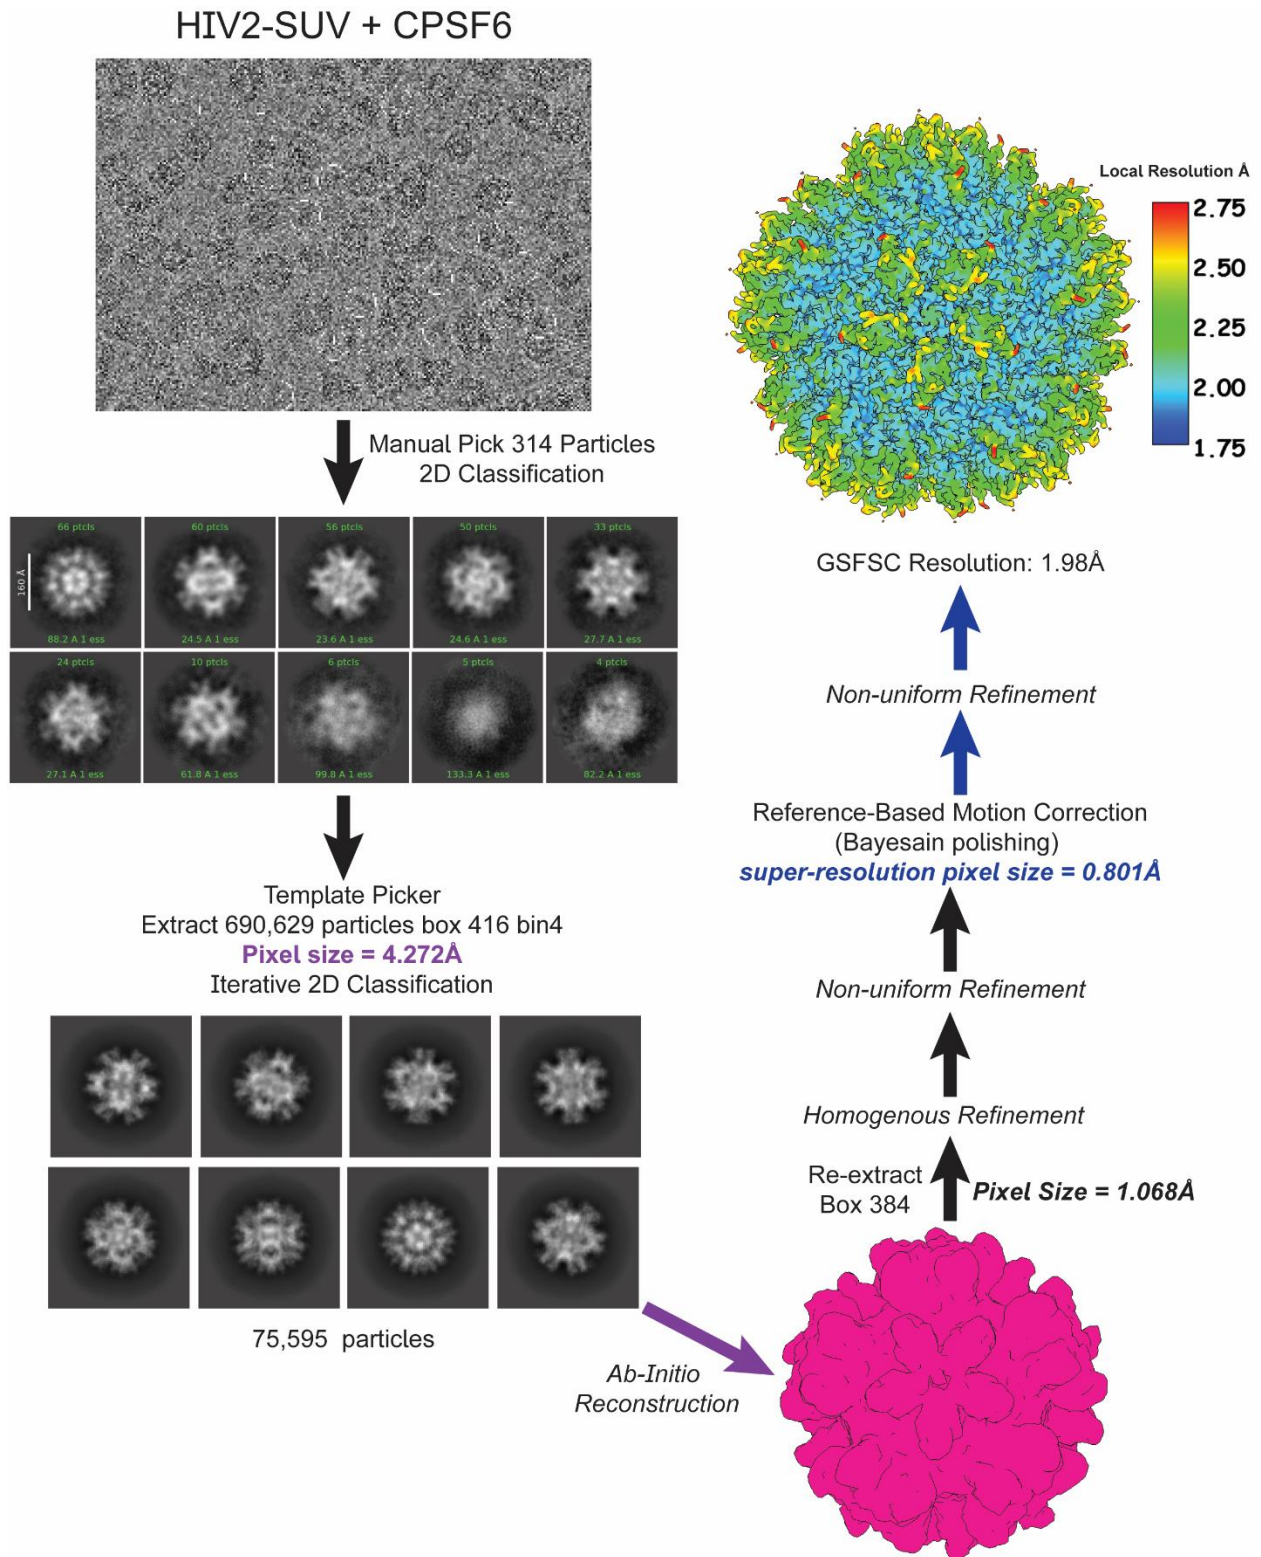 HIV2-SUV + CPSF6
Manual Pick 314 Particles
2D Classification
66 ptcls
60 ptcls
56 ptcls
50 ptcls
33 ptcls
160 Å
88.2 A 1 ess
24.5 A 1 ess
23.6 A 1 ess
24.6 A 1 ess
27.7 A 1 ess
24 ptcls
10 ptcls
6 ptcls
5 ptcls
4 ptcls
27.1 A 1 ess
61.8 A 1 ess
99.8 A 1 ess
133.3 A 1 ess
82.2 A 1 ess
Template Picker
Extract 690,629 particles box 416 bin4
Pixel size = 4.272Å
Iterative 2D Classification
75,595 particles
Ab-Initio
Reconstruction
Re-extract
Box 384
Pixel Size = 1.068Å
Homogenous Refinement
Non-uniform Refinement
Reference-Based Motion Correction
(Bayesain polishing)
super-resolution pixel size = 0.801Å
Non-uniform Refinement
GSFSC Resolution: 1.98Å
Local Resolution Å
2.75
2.50
2.25
2.00
1.75